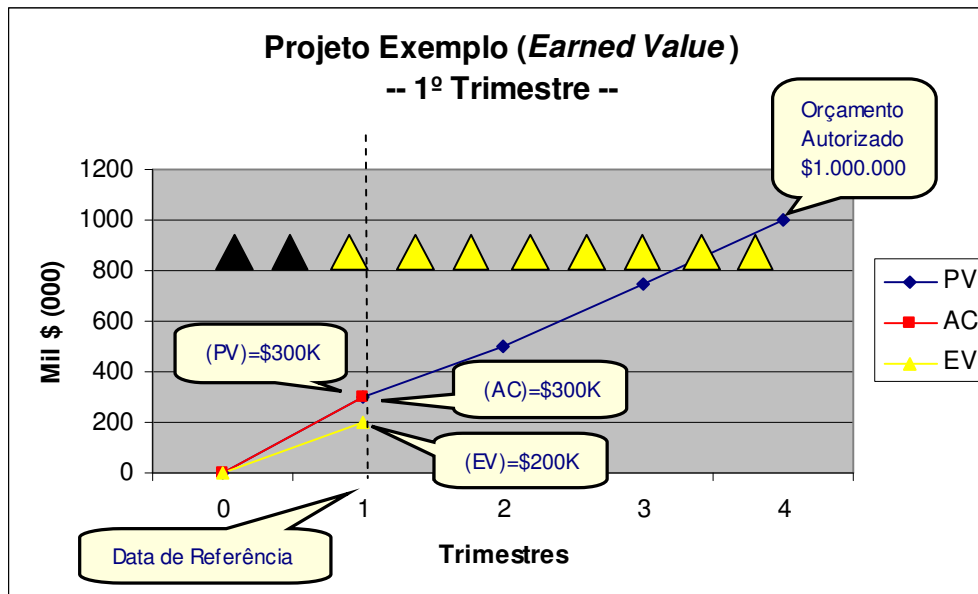 Projeto Exemplo (Earned Value)
-- 1º Trimestre --
Orçamento
Autorizado
$1.000.000
Mil $ (000)
1200
1000
800
600
400
200
0
(PV)=$300K
(AC)=$300K
(EV)=$200K
PV
AC
EV
0 1 2 3 4
Data de Referência
Trimestres